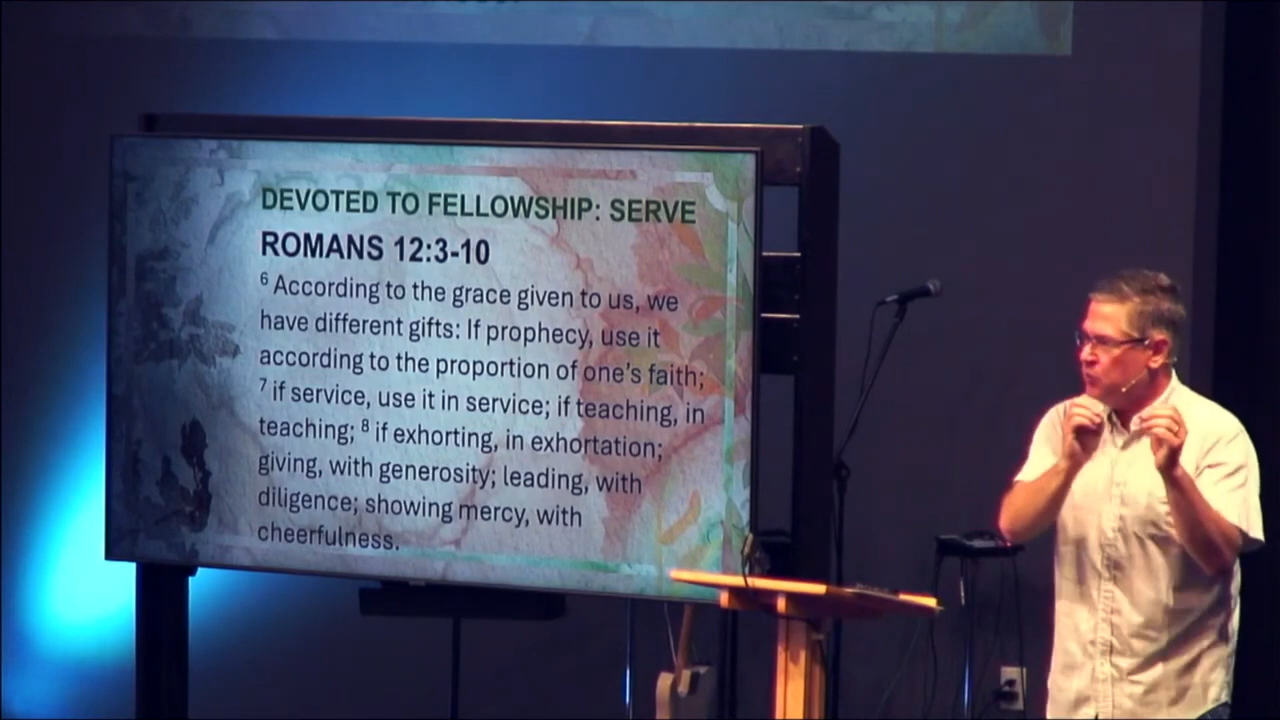 DEVOTED TO FELLOWSHIP: SERVE
ROMANS 12:3-10
⁶ According to the grace given to us, we
have different gifts: If prophecy, use it
according to the proportion of one's faith;
⁷ if service, use it in service; if teaching, in
teaching; ⁸ if exhorting, in exhortation;
giving, with generosity; leading, with
diligence; showing mercy, with
cheerfulness.